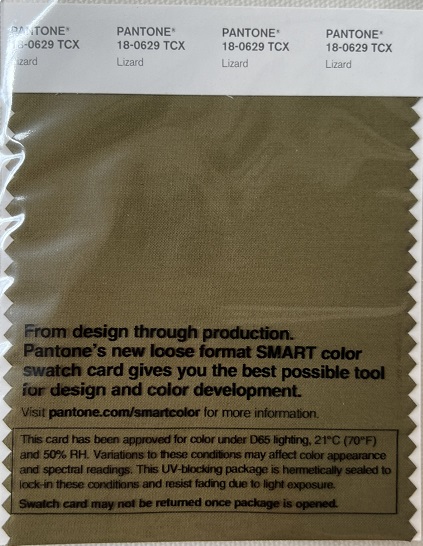 PANTONE® PANTONE® PANTONE® PANTONE®
18-0629 TCX 18-0629 TCX 18-0629 TCX 18-0629 TCX
Lizard Lizard Lizard Lizard
From design through production.
Pantone's new loose format SMART color
swatch card gives you the best possible tool
for design and color development.
Visit pantone.com/smartcolor for more information.
This card has been approved for color under D65 lighting, 21°C (70°F)
and 50% RH. Variations to these conditions may affect color appearance
and spectral readings. This UV-blocking package is hermetically sealed to
lock-in these conditions and resist fading due to light exposure.
Swatch card may not be returned once package is opened.